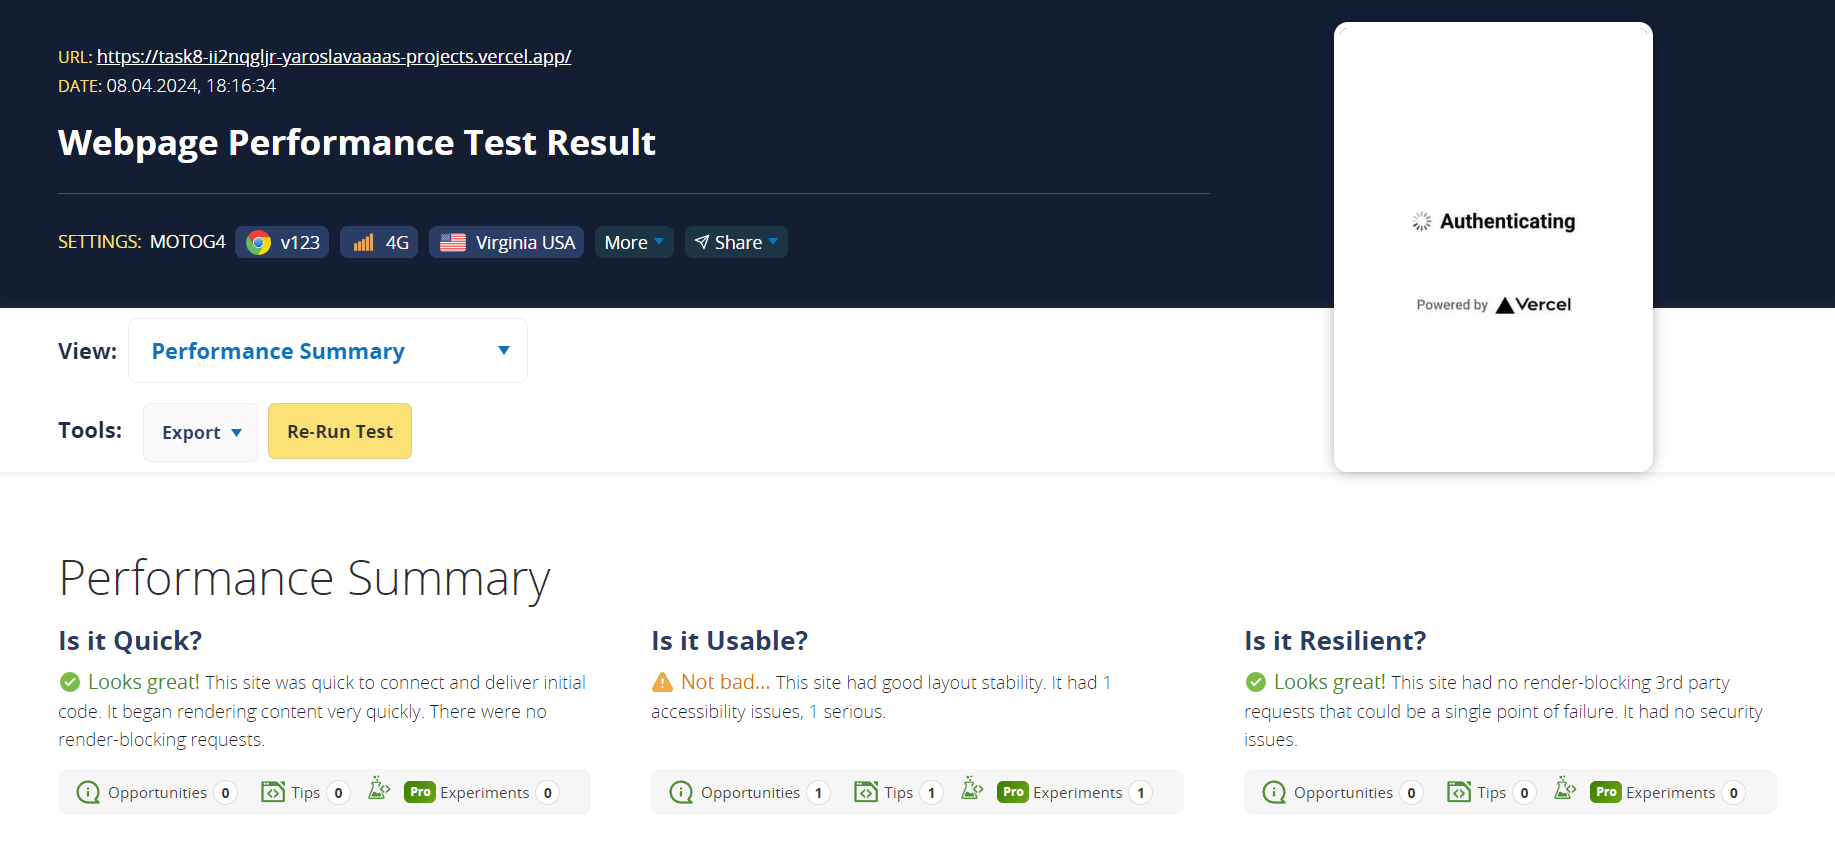 URL: https://task8-ii2nqgljr-yaroslavaaaas-projects.vercel.app/
DATE: 08.04.2024, 18:16:34
Webpage Performance Test Result
SETTINGS: MOTOG4 v123 4G Virginia USA More Share
Authenticating
Powered by Vercel
View: Performance Summary
Tools: Export Re-Run Test
Performance Summary
Is it Quick?
Looks great! This site was quick to connect and deliver initial
code. It began rendering content very quickly. There were no
render-blocking requests.
Opportunities 0 Tips 0 Pro Experiments 0
Is it Usable?
Not bad... This site had good layout stability. It had 1
accessibility issues, 1 serious.
Opportunities 1 Tips 1 Pro Experiments 1
Is it Resilient?
Looks great! This site had no render-blocking 3rd party
requests that could be a single point of failure. It had no security
issues.
Opportunities 0 Tips 0 Pro Experiments 0